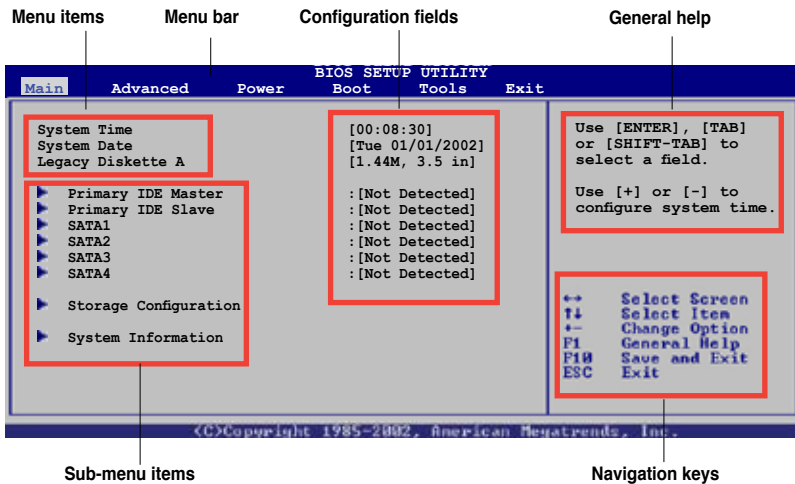 Menu items Menu bar Configuration fields General help
BIOS SETUP UTILITY
Main Advanced Power Boot Tools Exit
System Time [00:08:30]
System Date [Tue 01/01/2002]
Legacy Diskette A [1.44M, 3.5 in]
Primary IDE Master :[Not Detected]
Primary IDE Slave :[Not Detected]
SATA1 :[Not Detected]
SATA2 :[Not Detected]
SATA3 :[Not Detected]
SATA4 :[Not Detected]
Storage Configuration
System Information
Use [ENTER], [TAB]
or [SHIFT-TAB] to
select a field.
Use [+] or [-] to
configure system time.
↔ Select Screen
↑↓ Select Item
+- Change Option
F1 General Help
F10 Save and Exit
ESC Exit
(C)Copyright 1985-2002, American Megatrends, Inc.
Sub-menu items Navigation keys